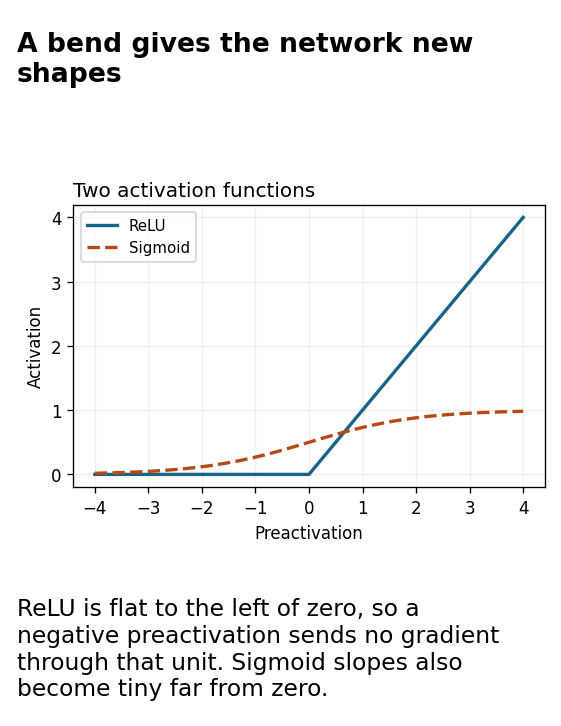 A bend gives the network new
shapes
Two activation functions
ReLU
Sigmoid
Activation
4
3
2
1
0
−4
−3
−2
−1
0
1
2
3
4
Preactivation
ReLU is flat to the left of zero, so a
negative preactivation sends no gradient
through that unit. Sigmoid slopes also
become tiny far from zero.